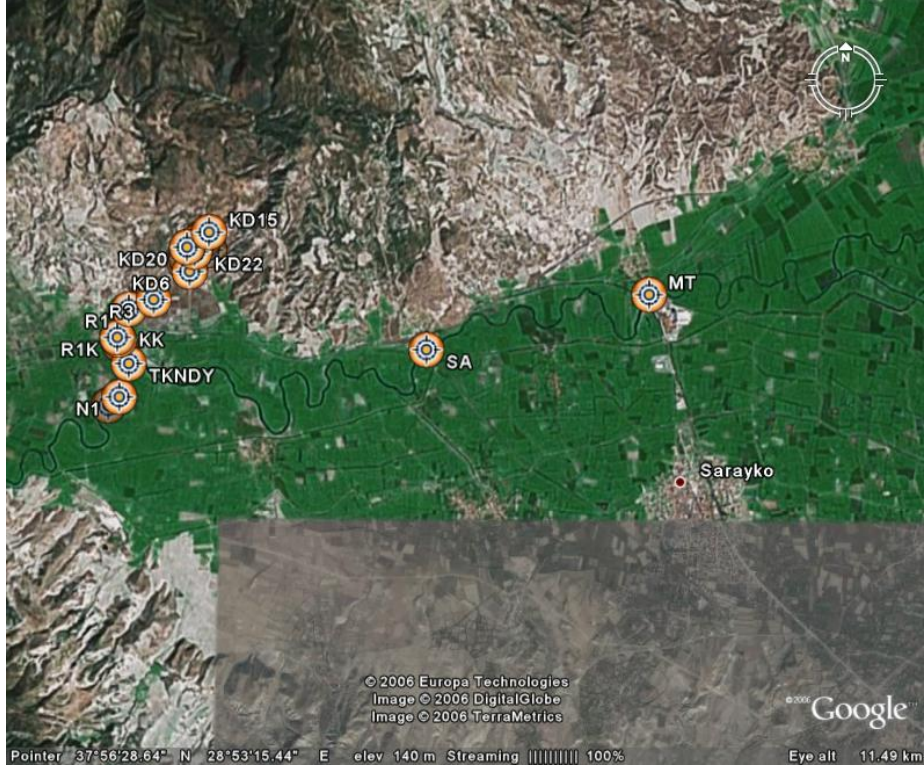 N
KD15
KD20
KD22
KD6
MT
R1
R3
R1K
KK
SA
TKNDY
N1
Sarayko
© 2006 Europa Technologies
Image © 2006 DigitalGlobe
Image © 2006 TerraMetrics
©2006 Google™
Pointer 37°56'28.64" N 28°53'15.44" E elev 140 m Streaming |||||||||| 100% Eye alt 11.49 km